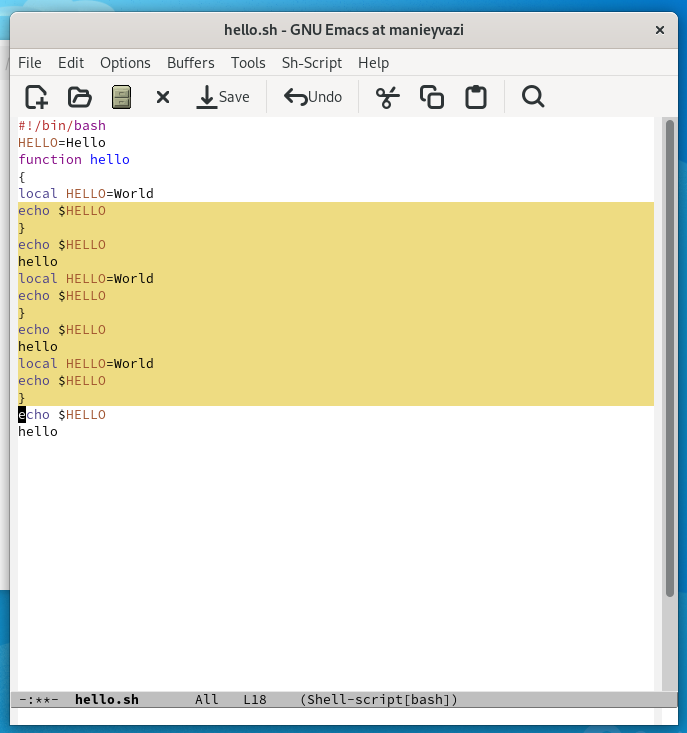 hello.sh - GNU Emacs at manieyvazi
File Edit Options Buffers Tools Sh-Script Help
Save Undo
#!/bin/bash
HELLO=Hello
function hello
{
local HELLO=World
echo $HELLO
}
echo $HELLO
hello
local HELLO=World
echo $HELLO
}
echo $HELLO
hello
local HELLO=World
echo $HELLO
}
echo $HELLO
hello
-:**- hello.sh All L18 (Shell-script[bash])